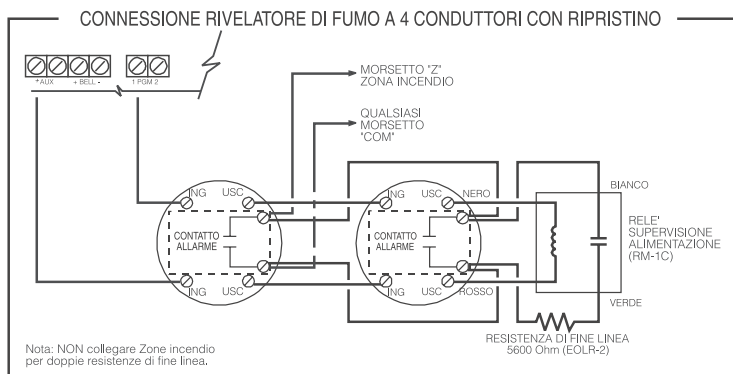 CONNESSIONE RIVELATORE DI FUMO A 4 CONDUTTORI CON RIPRISTINO
+AUX
+ BELL -
1 PGM 2
MORSETTO "Z"
ZONA INCENDIO
QUALSIASI
MORSETTO
"COM"
ING
USC
ING
USC
NERO
BIANCO
CONTATTO
ALLARME
CONTATTO
ALLARME
RELE'
SUPERVISIONE
ALIMENTAZIONE
(RM-1C)
ING
USC
ING
USC
ROSSO
VERDE
RESISTENZA DI FINE LINEA
5600 Ohm (EOLR-2)
Nota: NON collegare Zone incendio
per doppie resistenze di fine linea.